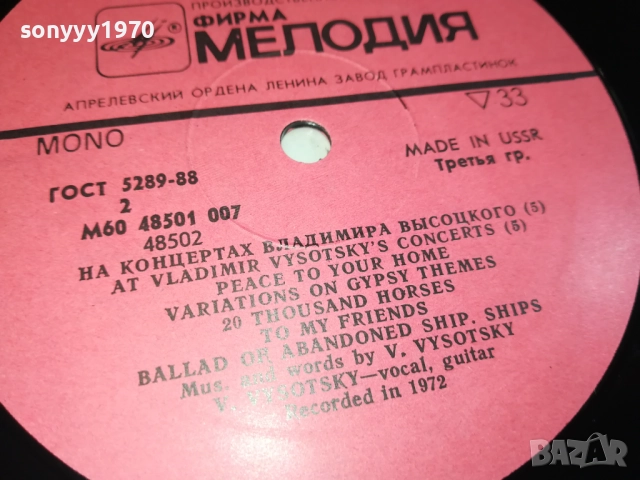 sonyyy1970
ФИРМА
МЕЛОДИЯ
АПРЕЛЕВСКИЙ ОРДЕНА ЛЕНИНА ЗАВОД ГРАМПЛАСТИНОК
MONO
▽33
ГОСТ 5289-88
MADE IN USSR
2
Третья гр.
М60 48501 007
48502
НА КОНЦЕРТАХ ВЛАДИМИРА ВЫСОЦКОГО (5)
AT VLADIMIR VYSOTSKY'S CONCERTS (5)
PEACE TO YOUR HOME
VARIATIONS ON GYPSY THEMES
20 THOUSAND HORSES
TO MY FRIENDS
BALLAD OF ABANDONED SHIP. SHIPS
Mus. and words by V. VYSOTSKY
V. VYSOTSKY—vocal, guitar
Recorded in 1972
BAZAR